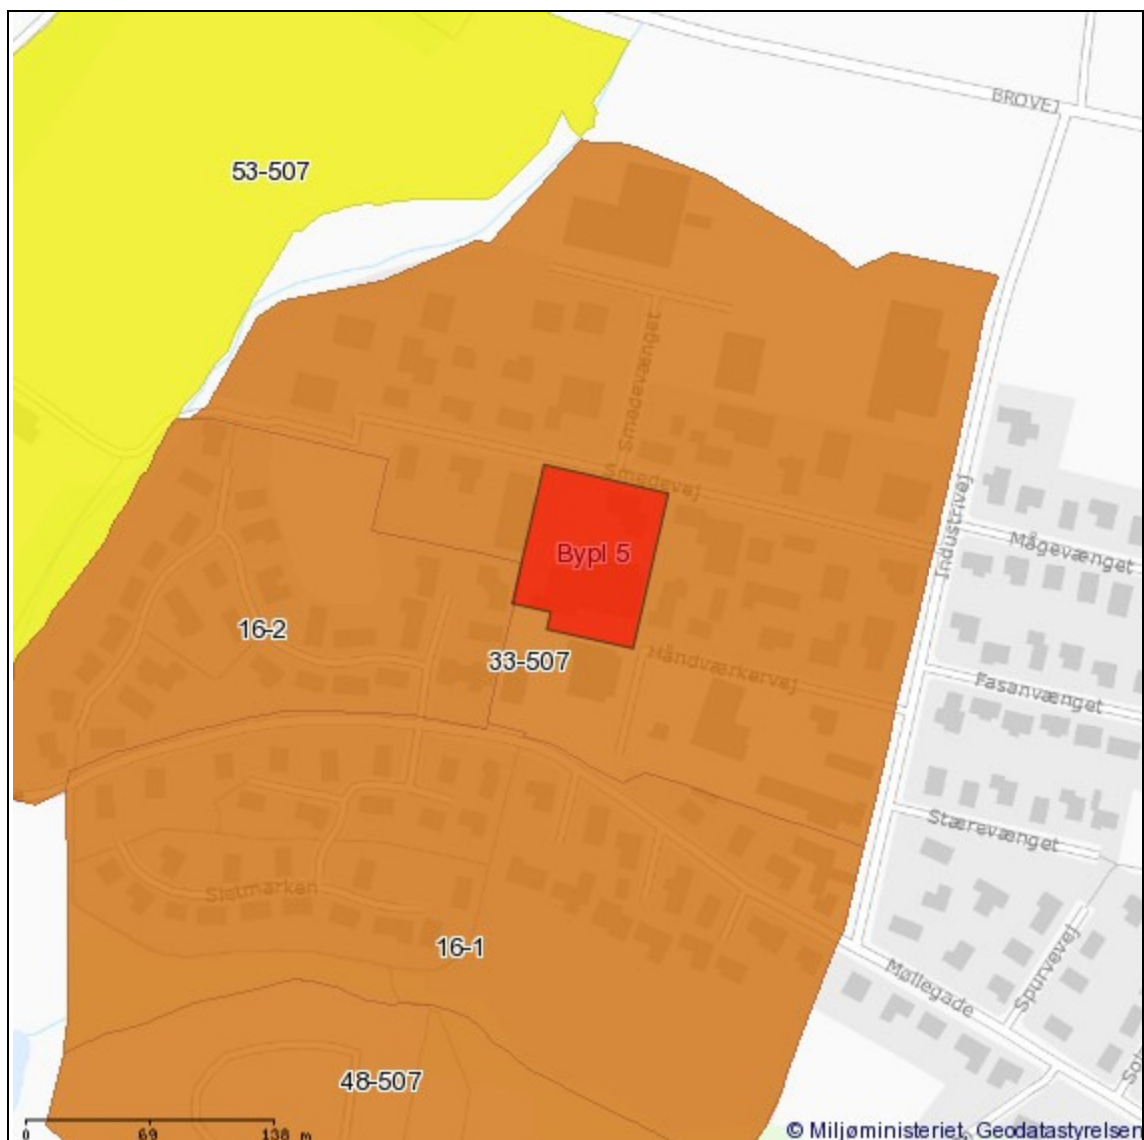 BROVEJ
53-507
Smedevænget
Smedevej
Industrivej
Mågevænget
Bypl 5
16-2
33-507
Håndværkervej
Fasanvænget
Stærevænget
Sletmarken
16-1
Møllegade
Spurvevej
48-507
0 69 138 m
© Miljøministeriet, Geodatastyrelsen